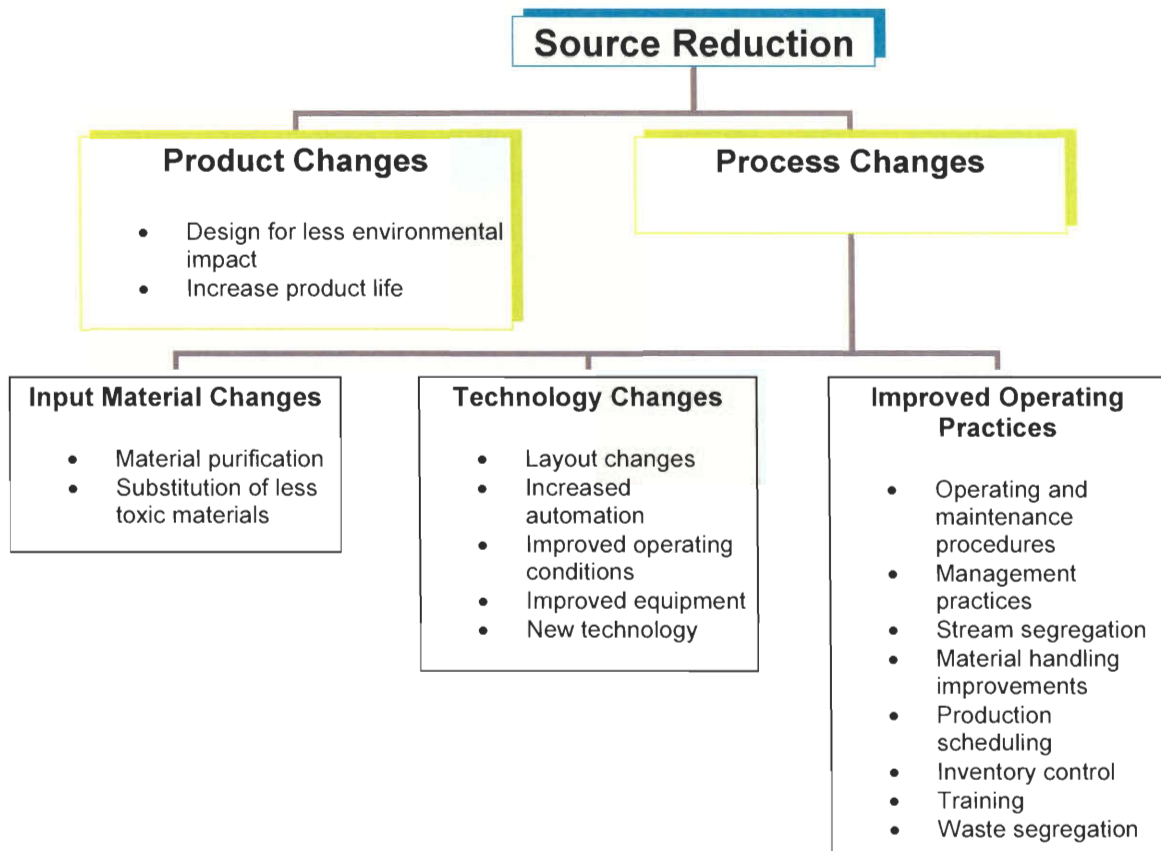 Source Reduction
Product Changes
• Design for less environmental
impact
• Increase product life
Process Changes
Input Material Changes
• Material purification
• Substitution of less
toxic materials
Technology Changes
• Layout changes
• Increased
automation
• Improved operating
conditions
• Improved equipment
• New technology
Improved Operating
Practices
• Operating and
maintenance
procedures
• Management
practices
• Stream segregation
• Material handling
improvements
• Production
scheduling
• Inventory control
• Training
• Waste segregation